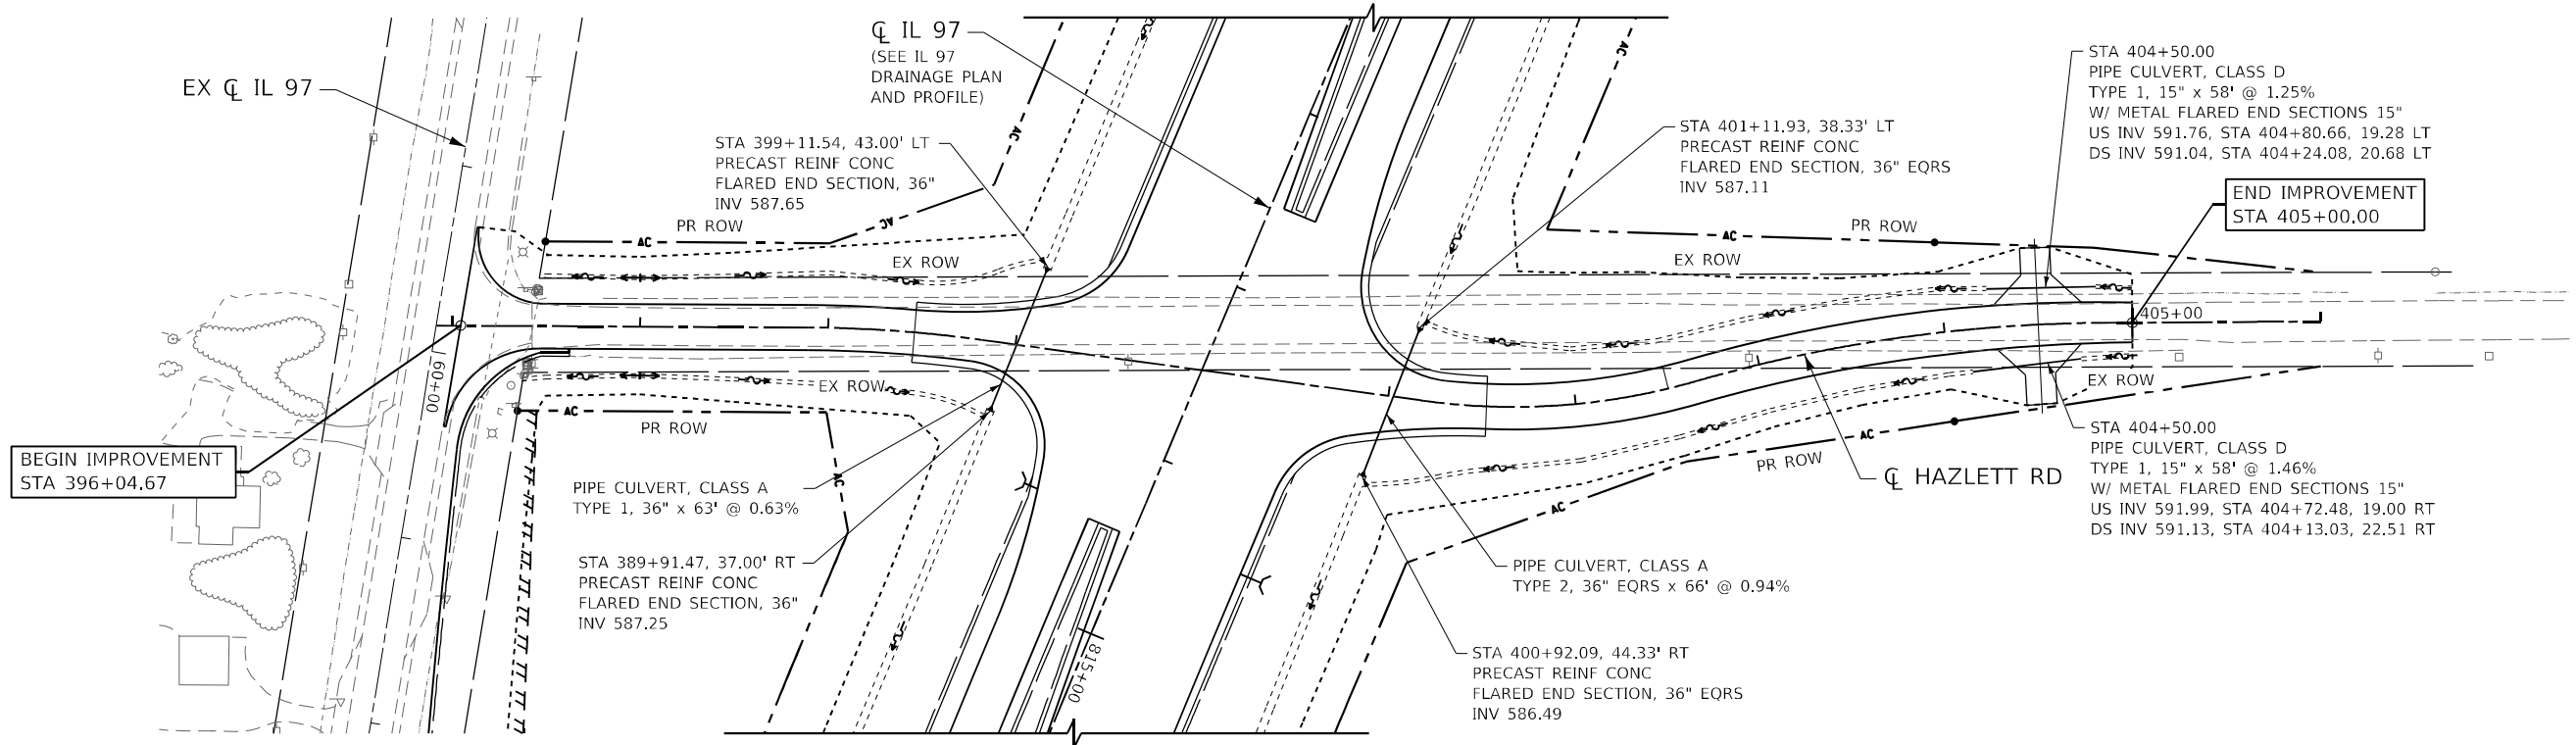 EX ℄ IL 97
℄ IL 97
(SEE IL 97
DRAINAGE PLAN
AND PROFILE)
STA 399+11.54, 43.00' LT
PRECAST REINF CONC
FLARED END SECTION, 36"
INV 587.65
STA 401+11.93, 38.33' LT
PRECAST REINF CONC
FLARED END SECTION, 36" EQRS
INV 587.11
STA 404+50.00
PIPE CULVERT, CLASS D
TYPE 1, 15" x 58' @ 1.25%
W/ METAL FLARED END SECTIONS 15"
US INV 591.76, STA 404+80.66, 19.28 LT
DS INV 591.04, STA 404+24.08, 20.68 LT
END IMPROVEMENT
STA 405+00.00
AC
AC
AC
AC
PR ROW
AC
PR ROW
EX ROW
EX ROW
AC
405+00
60+00
EX ROW
EX ROW
AC
PR ROW
AC
AC
PR ROW
AC
BEGIN IMPROVEMENT
STA 396+04.67
PIPE CULVERT, CLASS A
TYPE 1, 36" x 63' @ 0.63%
STA 389+91.47, 37.00' RT
PRECAST REINF CONC
FLARED END SECTION, 36"
INV 587.25
815+00
℄ HAZLETT RD
STA 404+50.00
PIPE CULVERT, CLASS D
TYPE 1, 15" x 58' @ 1.46%
W/ METAL FLARED END SECTIONS 15"
US INV 591.99, STA 404+72.48, 19.00 RT
DS INV 591.13, STA 404+13.03, 22.51 RT
PIPE CULVERT, CLASS A
TYPE 2, 36" EQRS x 66' @ 0.94%
STA 400+92.09, 44.33' RT
PRECAST REINF CONC
FLARED END SECTION, 36" EQRS
INV 586.49